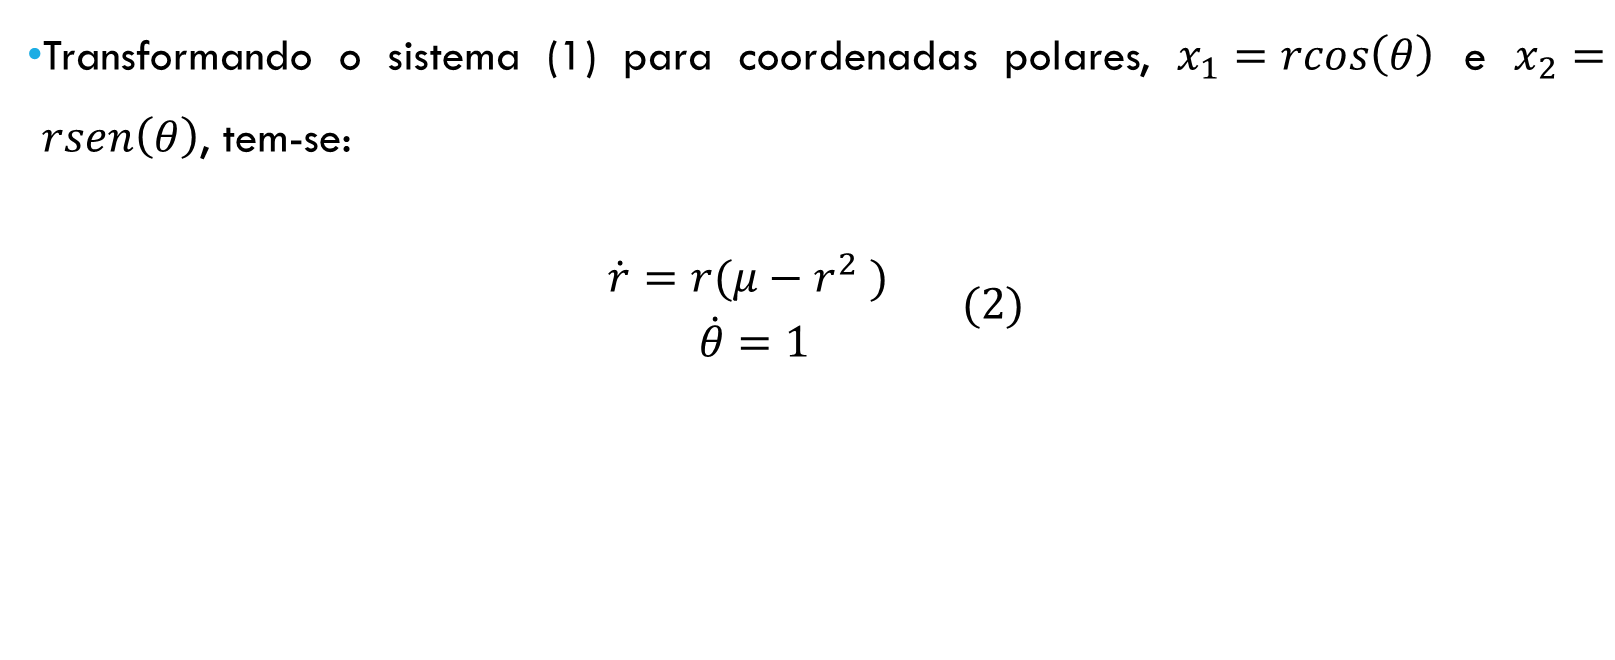 •Transformando o sistema (1) para coordenadas polares, 𝑥₁ = 𝑟𝑐𝑜𝑠(𝜃) e 𝑥₂ =
𝑟𝑠𝑒𝑛(𝜃), tem-se:
𝑟̇ = 𝑟(𝜇 − 𝑟² )
(2)
𝜃̇ = 1